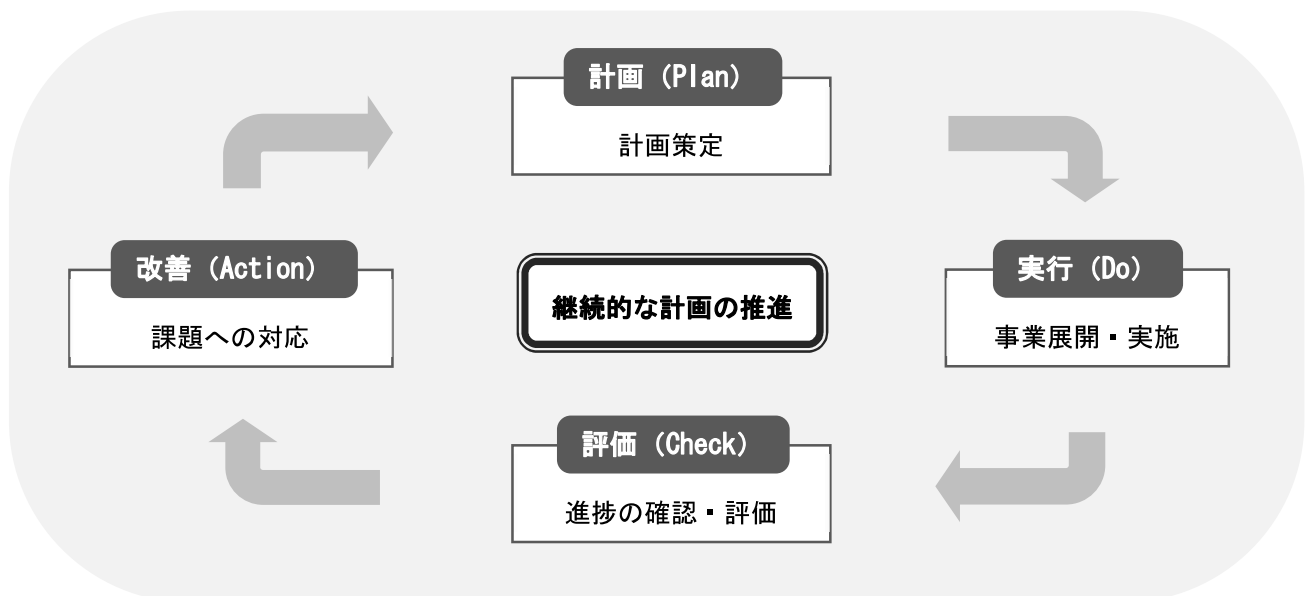 計画（Plan）
計画策定
改善（Action）
課題への対応
継続的な計画の推進
実行（Do）
事業展開・実施
評価（Check）
進捗の確認・評価